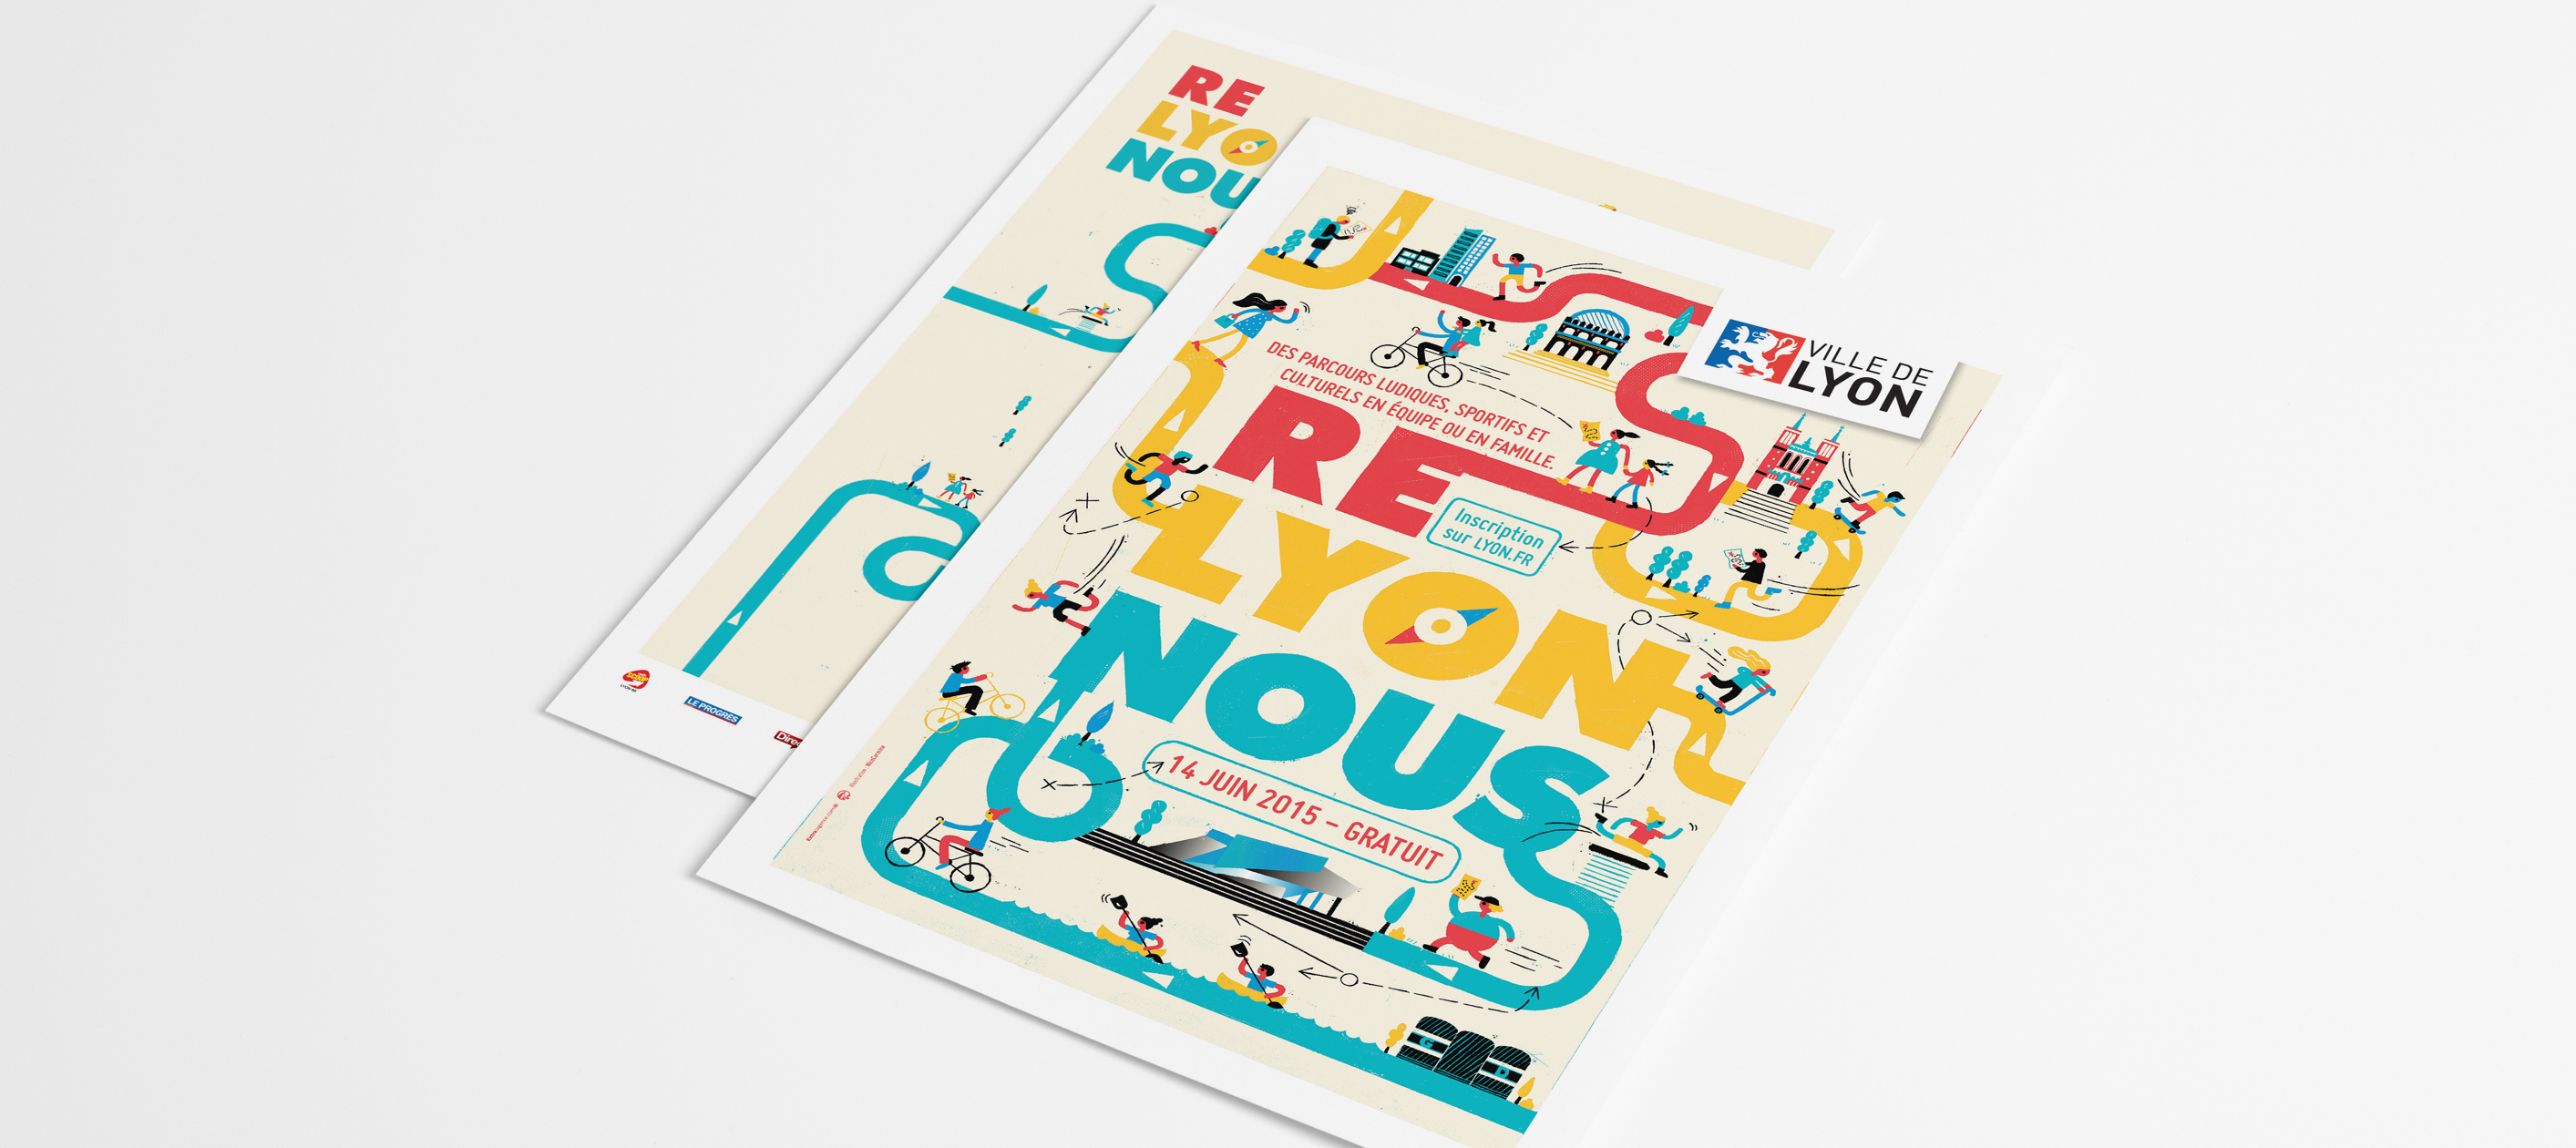 RE
LYO
NOU
LE PROGRES
VILLE DE
LYON
DES PARCOURS LUDIQUES, SPORTIFS ET
CULTURELS EN ÉQUIPE OU EN FAMILLE.
RE
LYON
NOUS
Inscription
sur LYON.FR
14 JUIN 2015 – GRATUIT
G
D